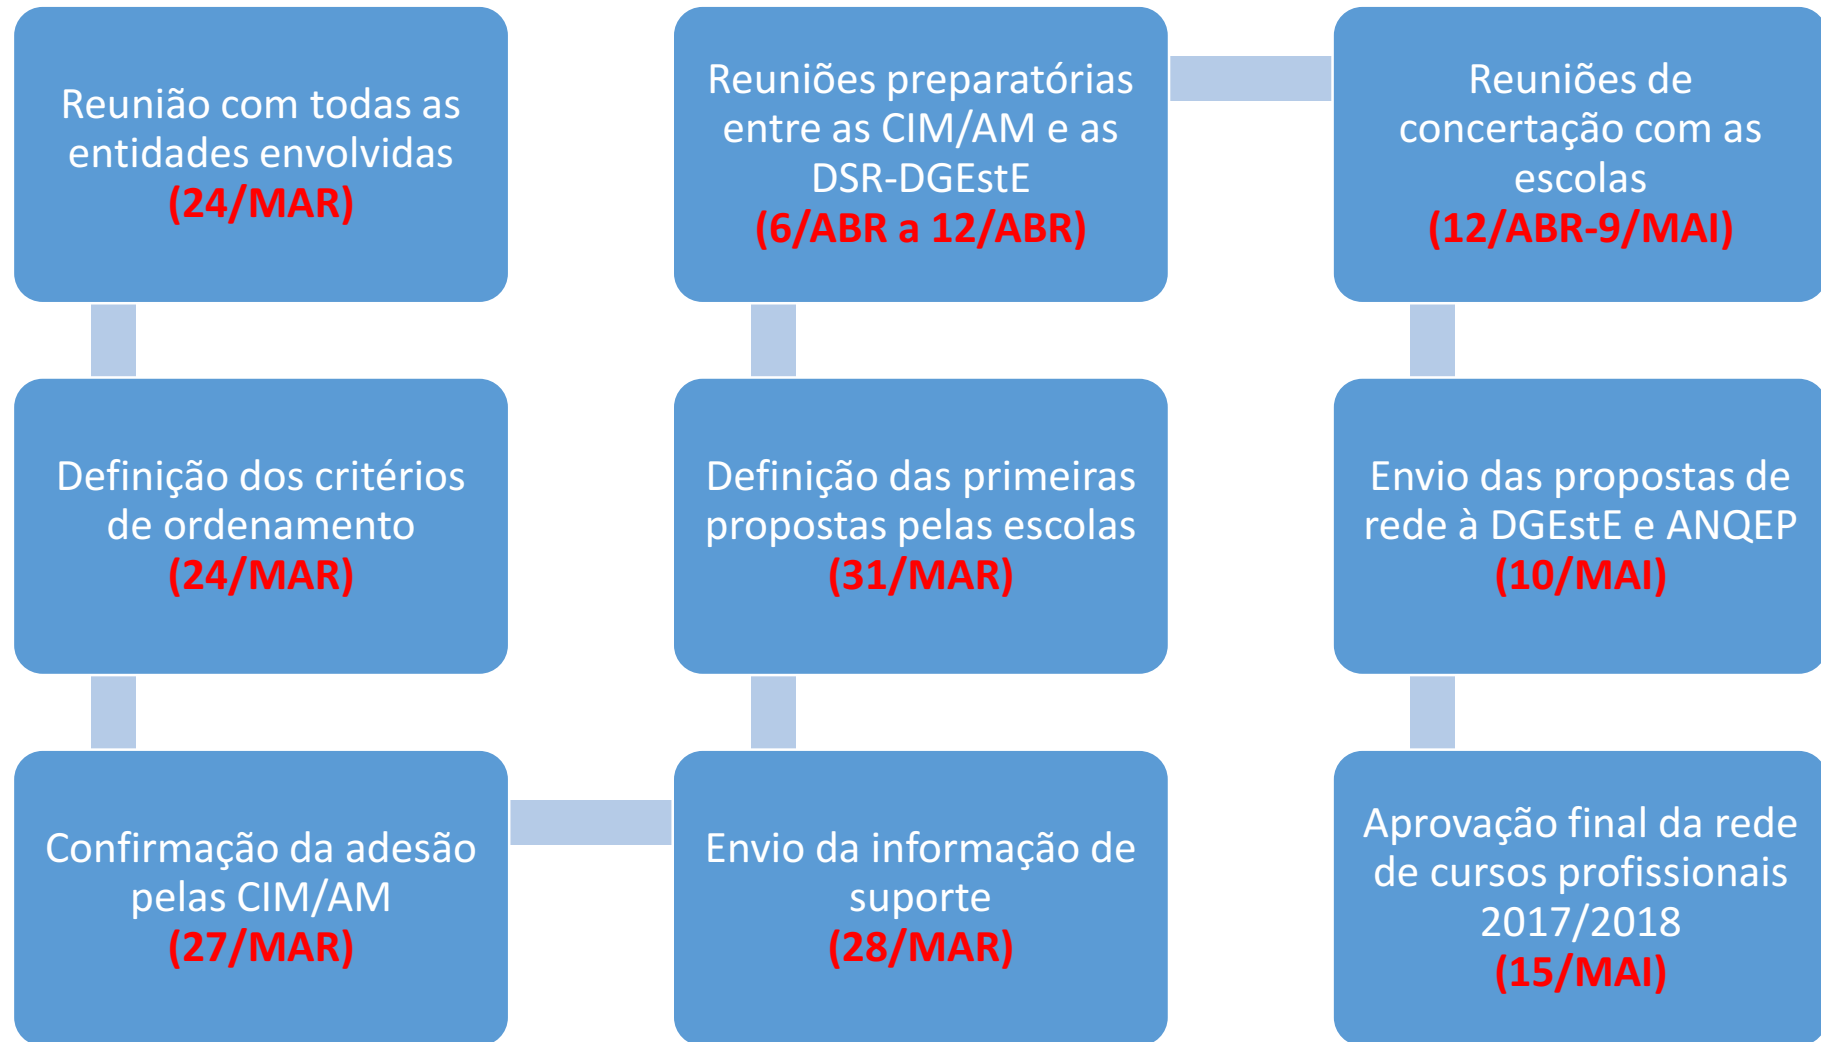 Reunião com todas as
entidades envolvidas
(24/MAR)
Definição dos critérios
de ordenamento
(24/MAR)
Confirmação da adesão
pelas CIM/AM
(27/MAR)
Envio da informação de
suporte
(28/MAR)
Definição das primeiras
propostas pelas escolas
(31/MAR)
Reuniões preparatórias
entre as CIM/AM e as
DSR-DGEstE
(6/ABR a 12/ABR)
Reuniões de
concertação com as
escolas
(12/ABR-9/MAI)
Envio das propostas de
rede à DGEstE e ANQEP
(10/MAI)
Aprovação final da rede
de cursos profissionais
2017/2018
(15/MAI)